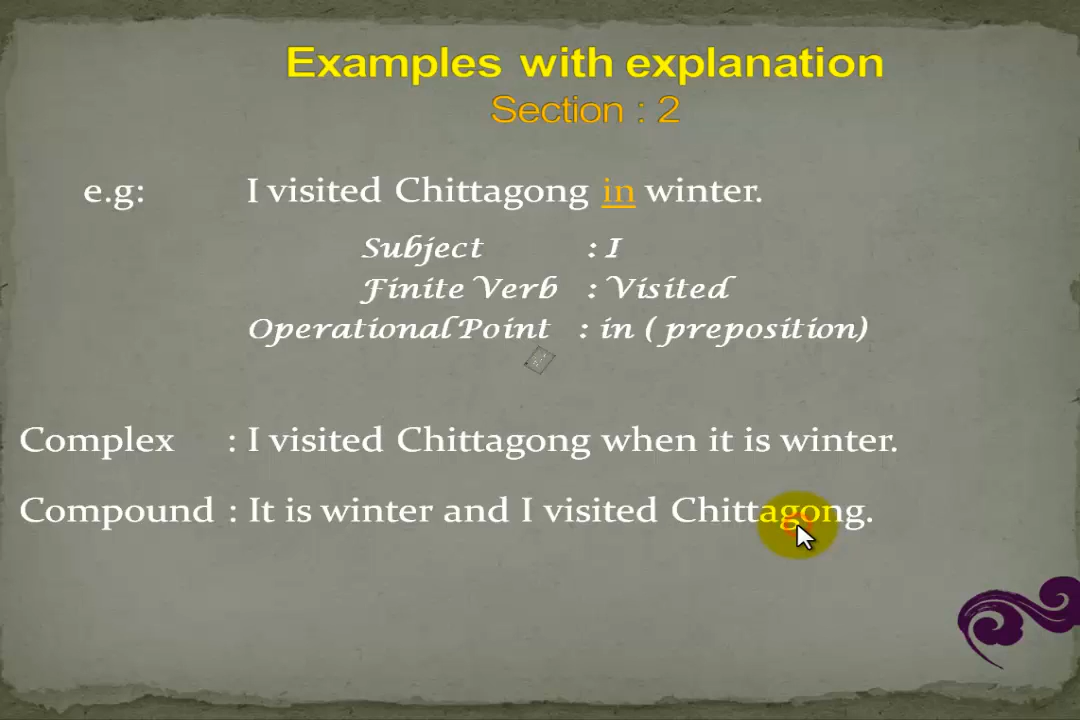 Examples with explanation
Section : 2
e.g: I visited Chittagong in winter.
Subject : I
Finite Verb : Visited
Operational Point : in ( preposition)
Complex : I visited Chittagong when it is winter.
Compound : It is winter and I visited Chittagong.